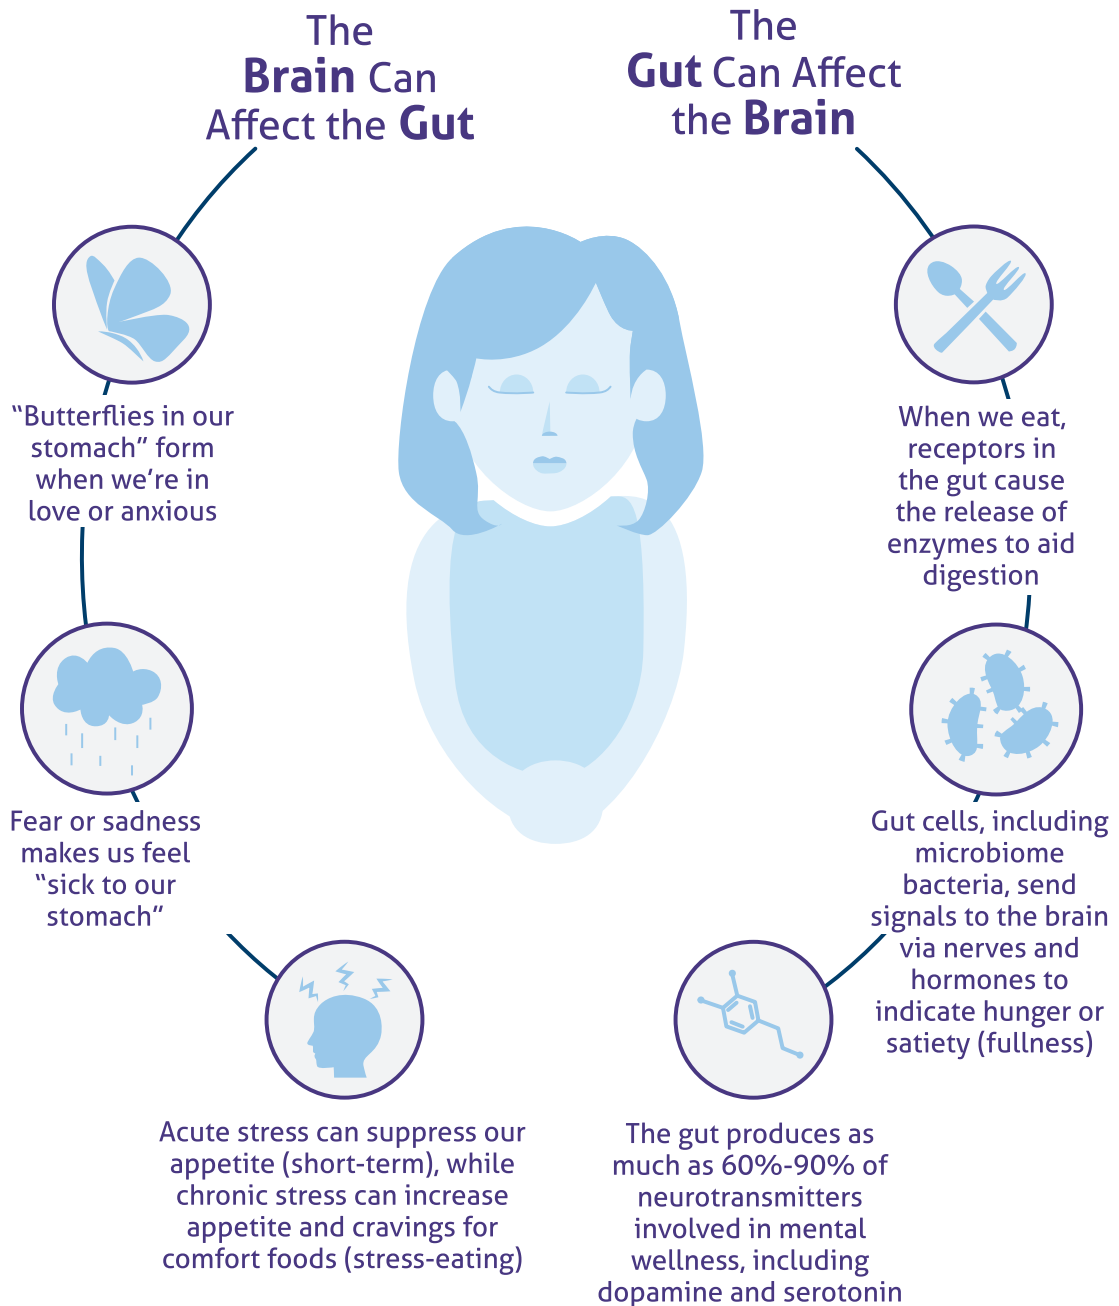 The
Brain Can
Affect the Gut
“Butterflies in our
stomach” form
when we’re in
love or anxious
Fear or sadness
makes us feel
“sick to our
stomach”
Acute stress can suppress our
appetite (short-term), while
chronic stress can increase
appetite and cravings for
comfort foods (stress-eating)
The
Gut Can Affect
the Brain
When we eat,
receptors in
the gut cause
the release of
enzymes to aid
digestion
Gut cells, including
microbiome
bacteria, send
signals to the brain
via nerves and
hormones to
indicate hunger or
satiety (fullness)
The gut produces as
much as 60%-90% of
neurotransmitters
involved in mental
wellness, including
dopamine and serotonin